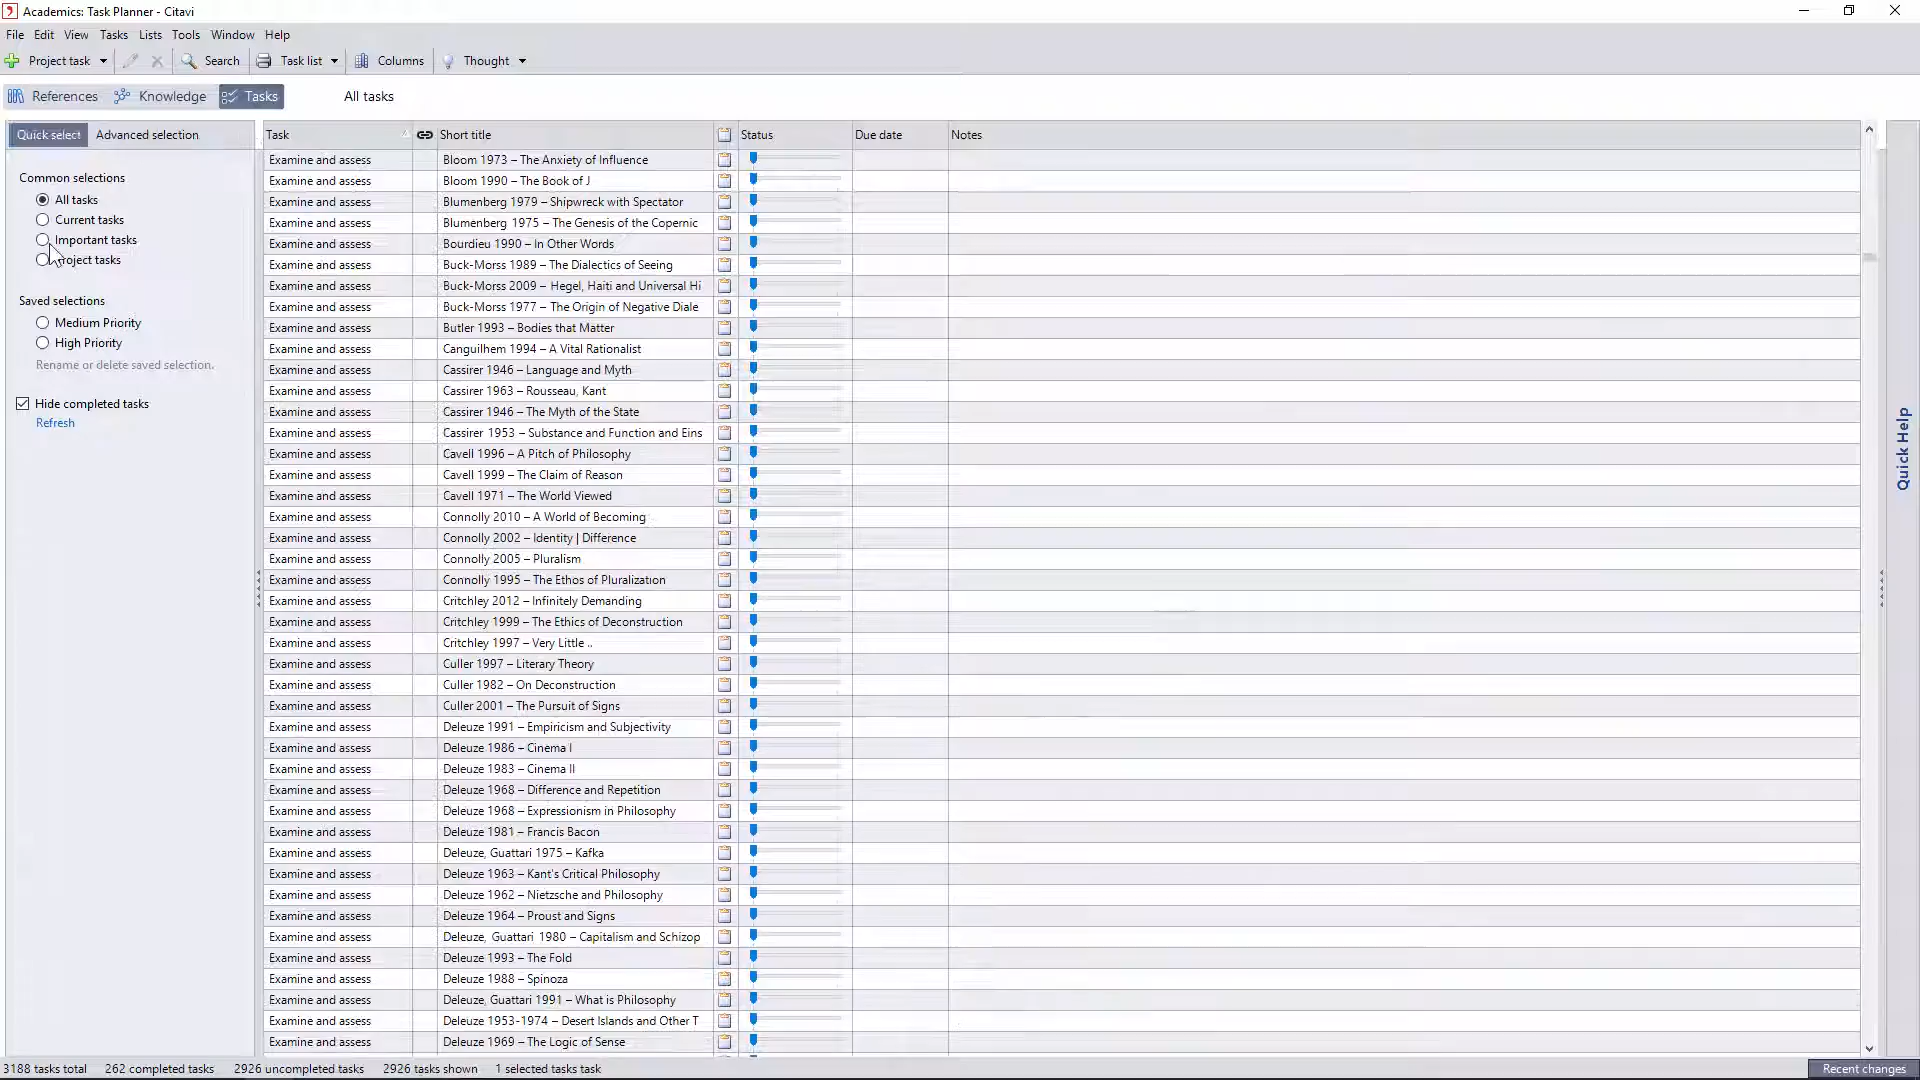 Academics: Task Planner - Citavi
File Edit View Tasks Lists Tools Window Help
Project task Search Task list Columns Thought
References Knowledge Tasks All tasks
Quick select Advanced selection
Common selections
All tasks
Current tasks
Important tasks
tasks
Saved selections
Medium Priority
High Priority
Rename or delete saved selection.
Hide completed tasks
Refresh
Task Short title Status Due date Notes
Examine and assess Bloom 1973 – The Anxiety of Influence
Examine and assess Bloom 1990 – The Book of J
Examine and assess Blumenberg 1979 – Shipwreck with Spectator
Examine and assess Blumenberg 1975 – The Genesis of the Copernic
Examine and assess Bourdieu 1990 – In Other Words
Examine and assess Buck-Morss 1989 – The Dialectics of Seeing
Examine and assess Buck-Morss 2009 – Hegel, Haiti and Universal Hi
Examine and assess Buck-Morss 1977 – The Origin of Negative Diale
Examine and assess Butler 1993 – Bodies that Matter
Examine and assess Canguilhem 1994 – A Vital Rationalist
Examine and assess Cassirer 1946 – Language and Myth
Examine and assess Cassirer 1963 – Rousseau, Kant
Examine and assess Cassirer 1946 – The Myth of the State
Examine and assess Cassirer 1953 – Substance and Function and Eins
Examine and assess Cavell 1996 – A Pitch of Philosophy
Examine and assess Cavell 1999 – The Claim of Reason
Examine and assess Cavell 1971 – The World Viewed
Examine and assess Connolly 2010 – A World of Becoming
Examine and assess Connolly 2002 – Identity | Difference
Examine and assess Connolly 2005 – Pluralism
Examine and assess Connolly 1995 – The Ethos of Pluralization
Examine and assess Critchley 2012 – Infinitely Demanding
Examine and assess Critchley 1999 – The Ethics of Deconstruction
Examine and assess Critchley 1997 – Very Little ..
Examine and assess Culler 1997 – Literary Theory
Examine and assess Culler 1982 – On Deconstruction
Examine and assess Culler 2001 – The Pursuit of Signs
Examine and assess Deleuze 1991 – Empiricism and Subjectivity
Examine and assess Deleuze 1986 – Cinema I
Examine and assess Deleuze 1983 – Cinema II
Examine and assess Deleuze 1968 – Difference and Repetition
Examine and assess Deleuze 1968 – Expressionism in Philosophy
Examine and assess Deleuze 1981 – Francis Bacon
Examine and assess Deleuze, Guattari 1975 – Kafka
Examine and assess Deleuze 1963 – Kant's Critical Philosophy
Examine and assess Deleuze 1962 – Nietzsche and Philosophy
Examine and assess Deleuze 1964 – Proust and Signs
Examine and assess Deleuze, Guattari 1980 – Capitalism and Schizop
Examine and assess Deleuze 1993 – The Fold
Examine and assess Deleuze 1988 – Spinoza
Examine and assess Deleuze, Guattari 1991 – What is Philosophy
Examine and assess Deleuze 1953-1974 – Desert Islands and Other T
Examine and assess Deleuze 1969 – The Logic of Sense
Quick Help
3188 tasks total 262 completed tasks 2926 uncompleted tasks 2926 tasks shown 1 selected tasks task Recent changes